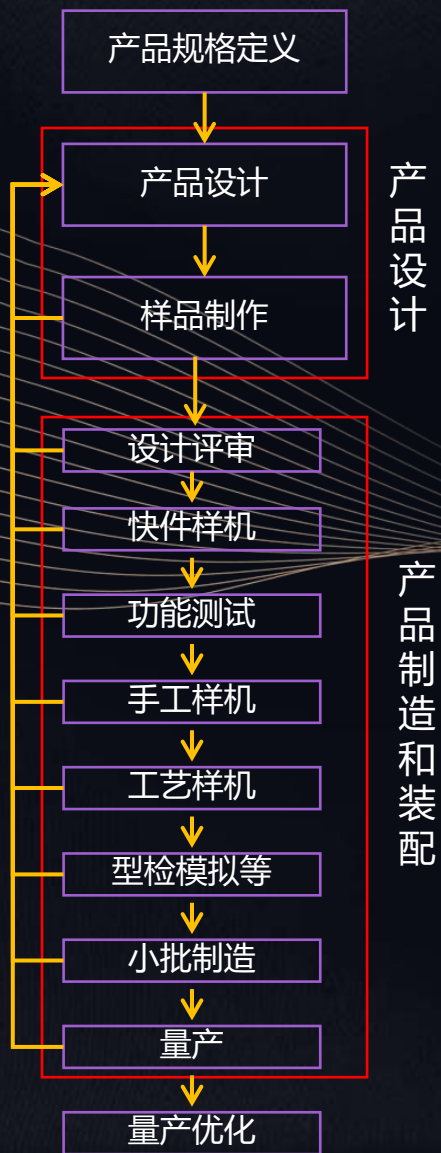 产品规格定义
产品设计
样品制作
产品设计
设计评审
快件样机
功能测试
手工样机
工艺样机
型检模拟等
小批制造
量产
产品制造和装配
量产优化